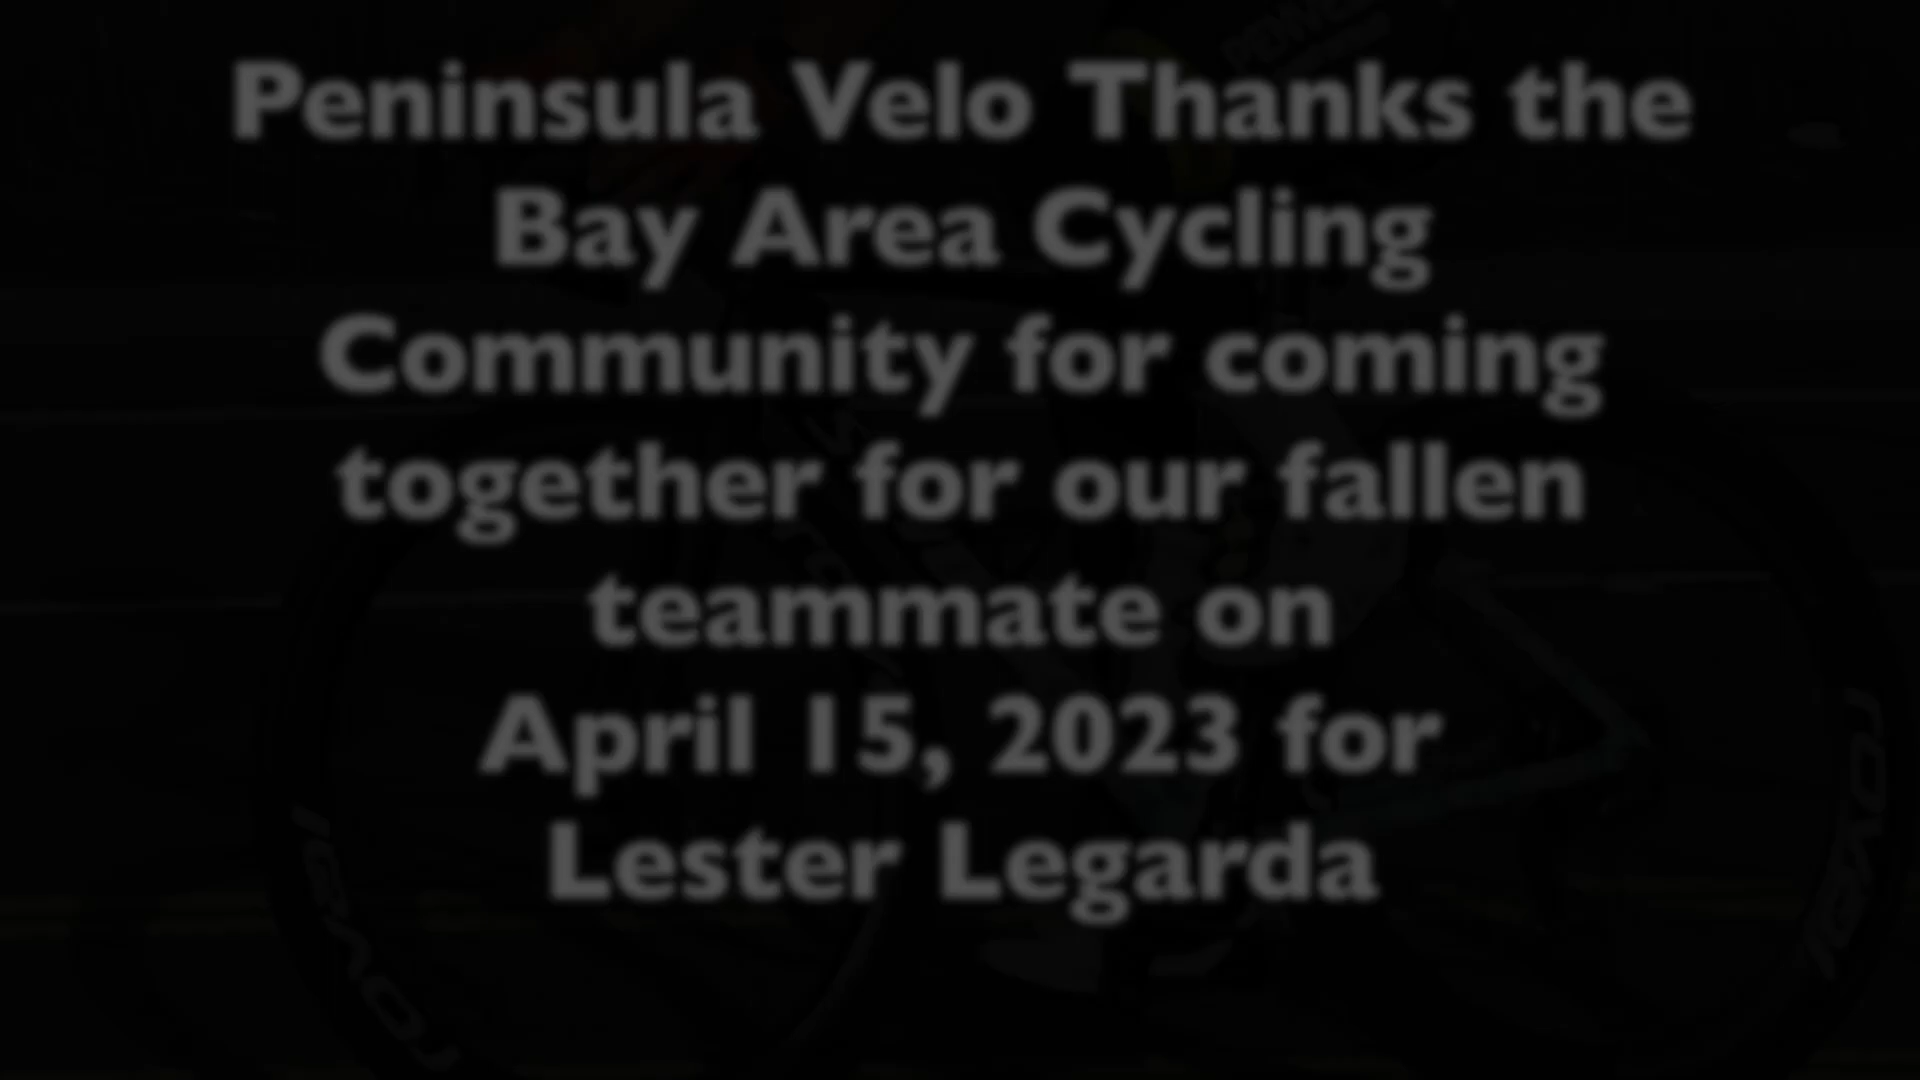 Peninsula Velo Thanks the
Bay Area Cycling
Community for coming
together for our fallen
teammate on
April 15, 2023 for
Lester Legarda